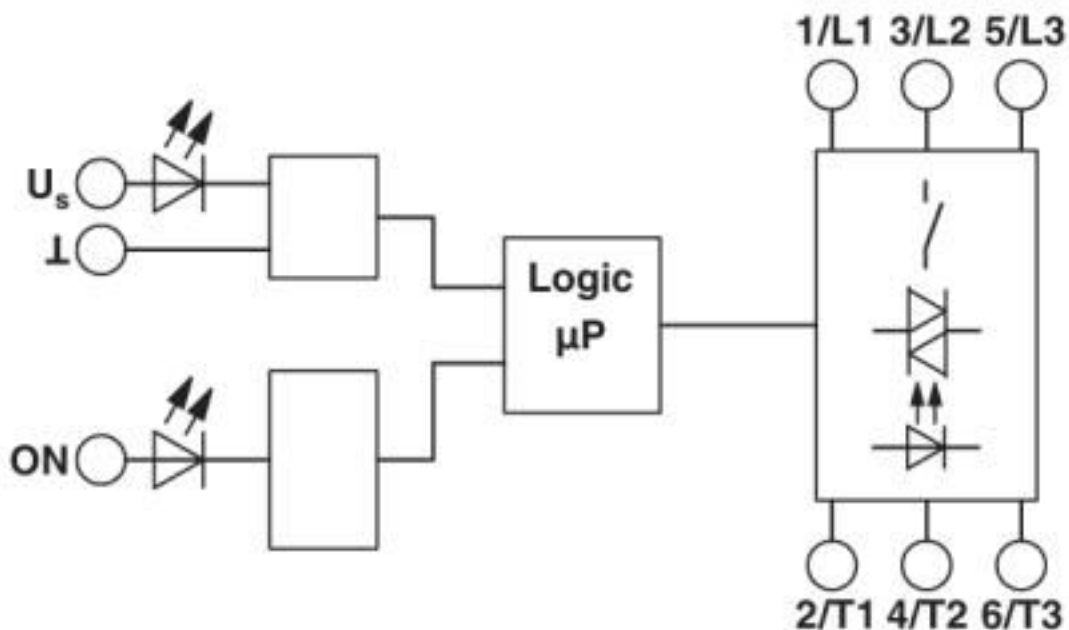 1/L1 3/L2 5/L3
Us
⊥
Logic
µP
ON
2/T1 4/T2 6/T3